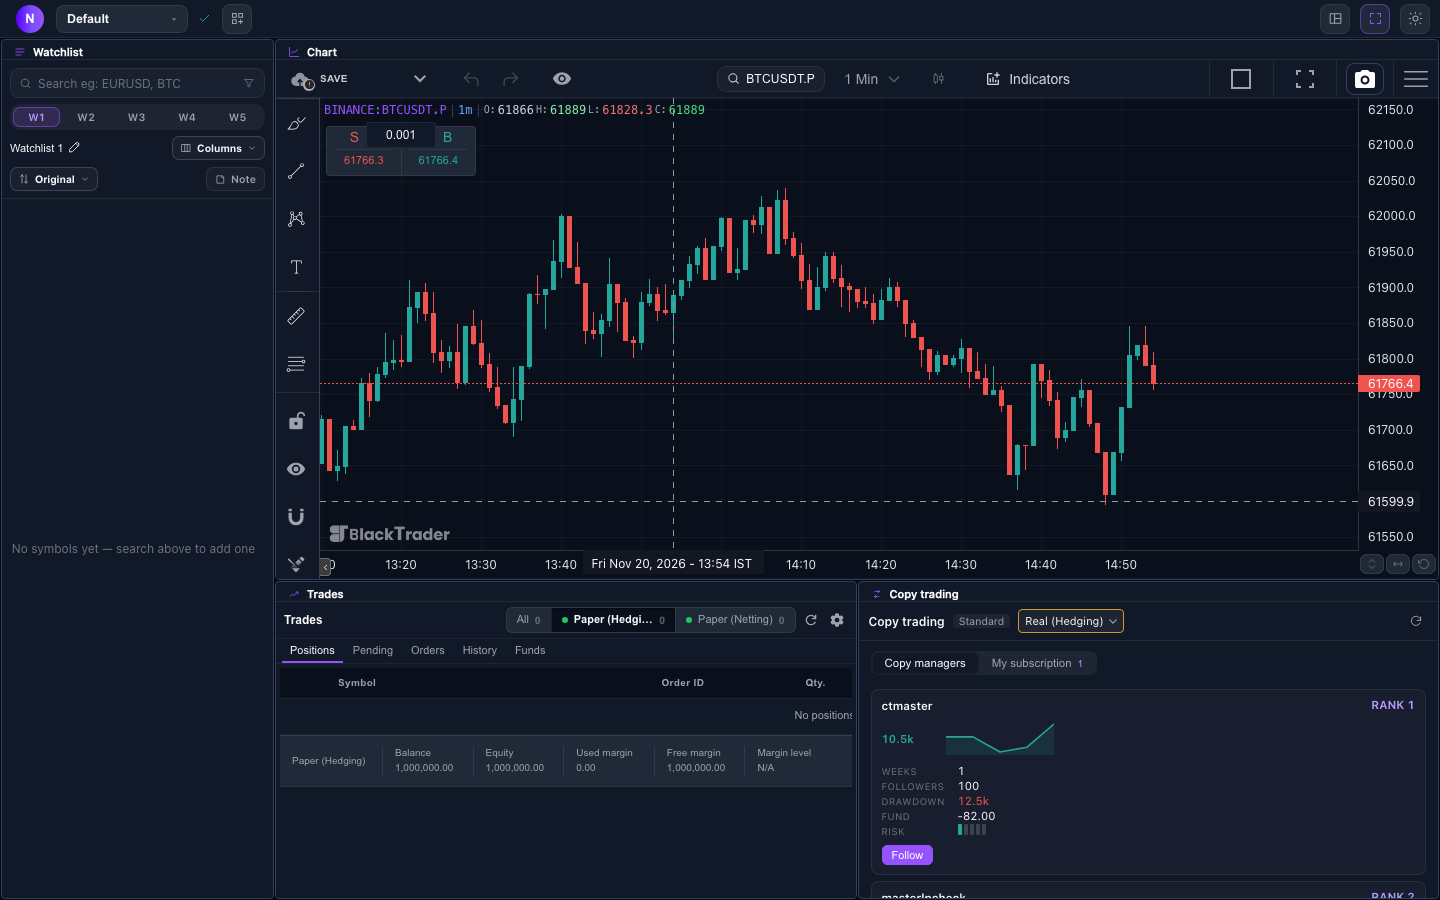 N
Default
Watchlist
Search eg: EURUSD, BTC
W1 W2 W3 W4 W5
Watchlist 1
Columns
Original
Note
No symbols yet — search above to add one
Chart
SAVE
BTCUSDT.P
1 Min
Indicators
BINANCE:BTCUSDT.P 1m O: 61866 H: 61889 L: 61828.3 C: 61889
S 0.001 B
61766.3 61766.4
62150.0
62100.0
62050.0
62000.0
61950.0
61900.0
61850.0
61800.0
61766.4
61750.0
61700.0
61650.0
61599.9
61550.0
BlackTrader
13:20 13:30 13:40 Fri Nov 20, 2026 - 13:54 IST 14:10 14:20 14:30 14:40 14:50
Trades
Trades
All 0 Paper (Hedgi... 0 Paper (Netting) 0
Positions Pending Orders History Funds
Symbol Order ID Qty.
No positions
Paper (Hedging)
Balance Equity Used margin Free margin Margin level
1,000,000.00 1,000,000.00 0.00 1,000,000.00 N/A
Copy trading
Copy trading Standard Real (Hedging)
Copy managers My subscription 1
ctmaster RANK 1
10.5k
WEEKS 1
FOLLOWERS 100
DRAWDOWN 12.5k
FUND -82.00
RISK
Follow
RANK 2